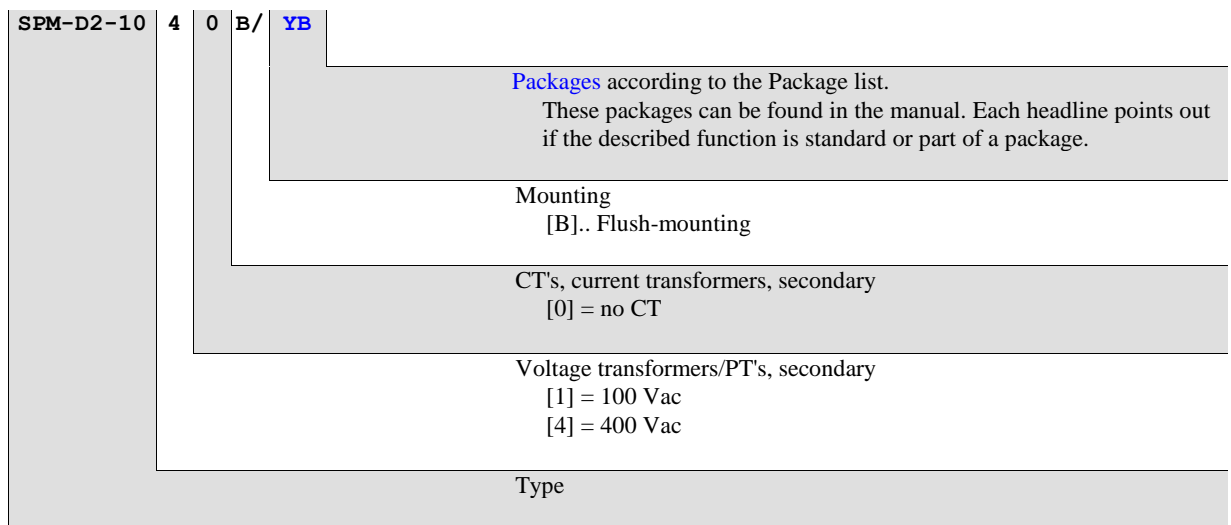 SPM-D2-10 4 0 B/ YB
Packages according to the Package list.
These packages can be found in the manual. Each headline points out
if the described function is standard or part of a package.
Mounting
[B].. Flush-mounting
CT's, current transformers, secondary
[0] = no CT
Voltage transformers/PT's, secondary
[1] = 100 Vac
[4] = 400 Vac
Type